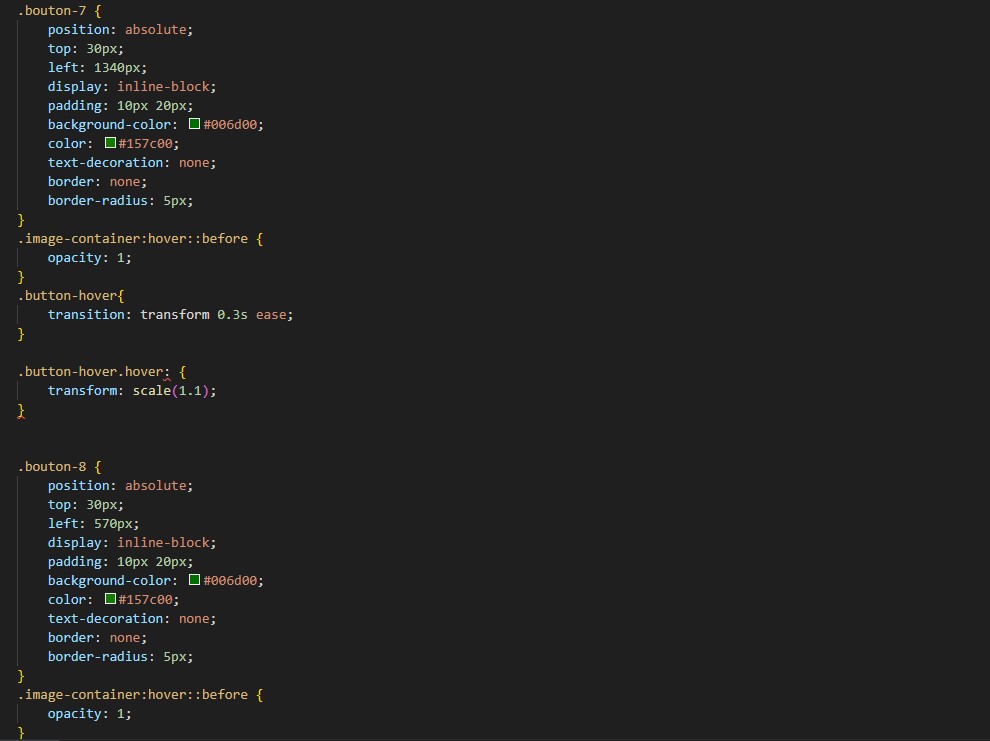 .bouton-7 {
    position: absolute;
    top: 30px;
    left: 1340px;
    display: inline-block;
    padding: 10px 20px;
    background-color: #006d00;
    color: #157c00;
    text-decoration: none;
    border: none;
    border-radius: 5px;
}
.image-container:hover::before {
    opacity: 1;
}
.button-hover{
    transition: transform 0.3s ease;
}

.button-hover.hover: {
    transform: scale(1.1);
}


.bouton-8 {
    position: absolute;
    top: 30px;
    left: 570px;
    display: inline-block;
    padding: 10px 20px;
    background-color: #006d00;
    color: #157c00;
    text-decoration: none;
    border: none;
    border-radius: 5px;
}
.image-container:hover::before {
    opacity: 1;
}